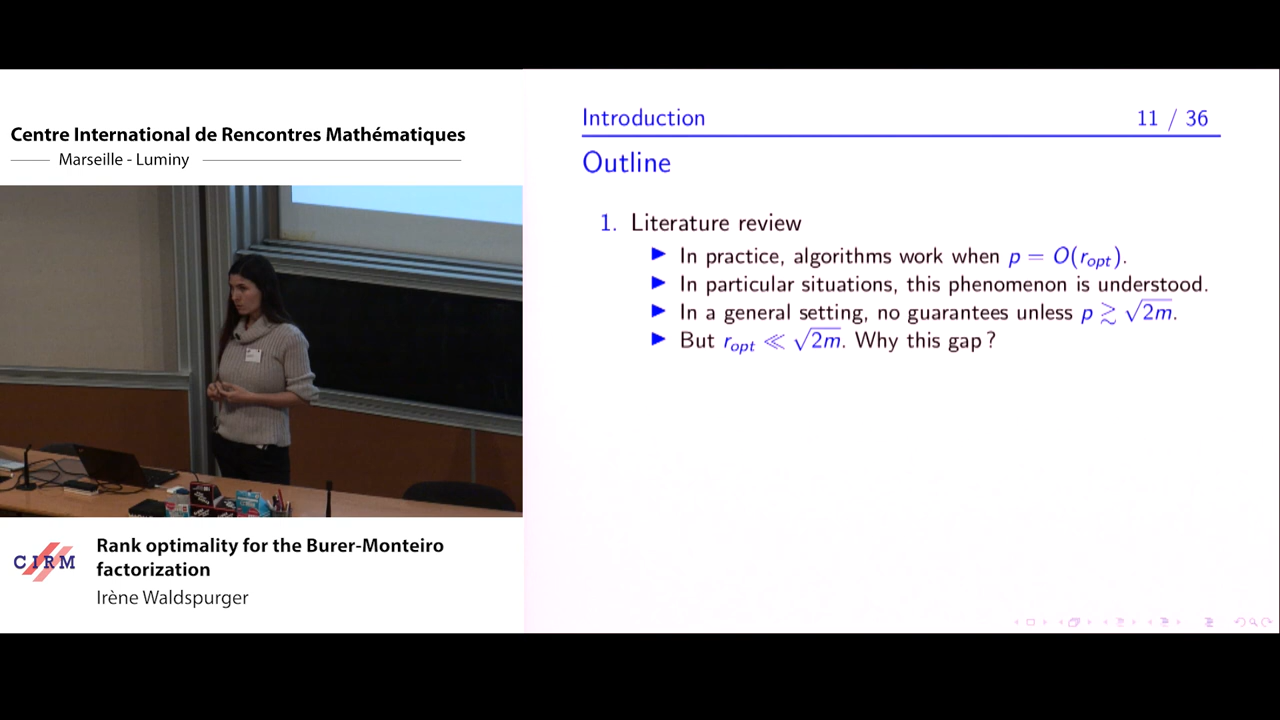 Centre International de Rencontres Mathématiques
Marseille - Luminy
CIRM
Rank optimality for the Burer-Monteiro
factorization
Irène Waldspurger
Introduction 11 / 36
Outline
1. Literature review
▶ In practice, algorithms work when p = O(r_opt).
▶ In particular situations, this phenomenon is understood.
▶ In a general setting, no guarantees unless p ≳ √2m.
▶ But r_opt ≪ √2m. Why this gap ?